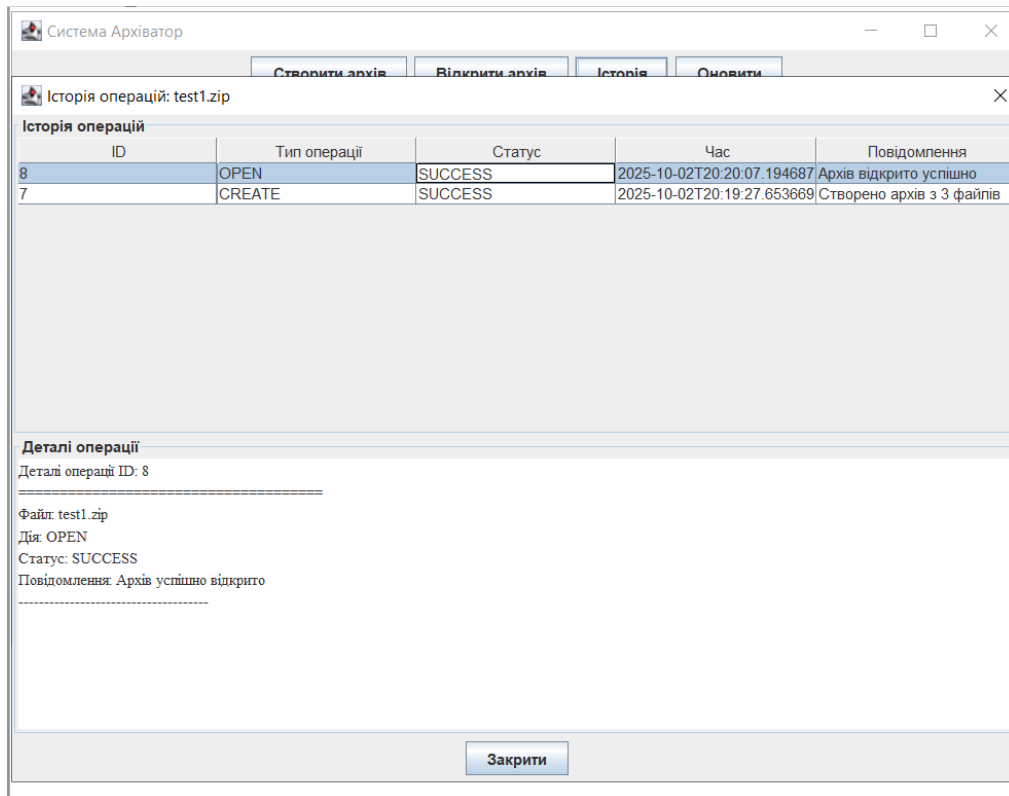 Система Архіватор
Створити архів Відкрити архів Історія Оновити
Історія операцій: test1.zip
Історія операцій
ID Тип операції Статус Час Повідомлення
8 OPEN SUCCESS 2025-10-02T20:20:07.194687 Архів відкрито успішно
7 CREATE SUCCESS 2025-10-02T20:19:27.653669 Створено архів з 3 файлів
Деталі операції
Деталі операції ID: 8
=====================================
Файл: test1.zip
Дія: OPEN
Статус: SUCCESS
Повідомлення: Архів успішно відкрито
-------------------------------------
Закрити